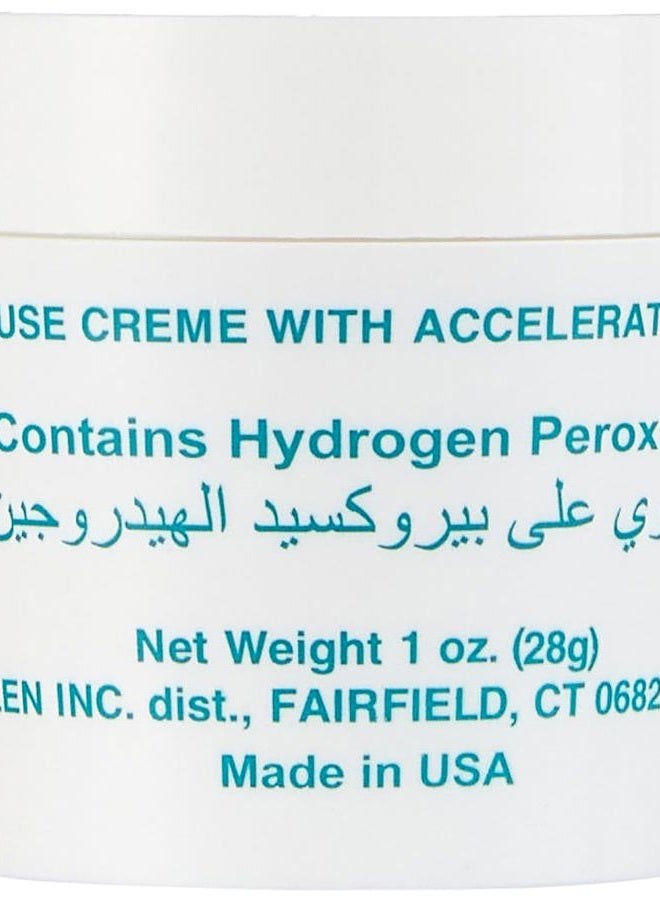 USE CREME WITH ACCELERAT
Contains Hydrogen Perox
ي على بيروكسيد الهيدروجين
Net Weight 1 oz. (28g)
LEN INC. dist., FAIRFIELD, CT 0682
Made in USA